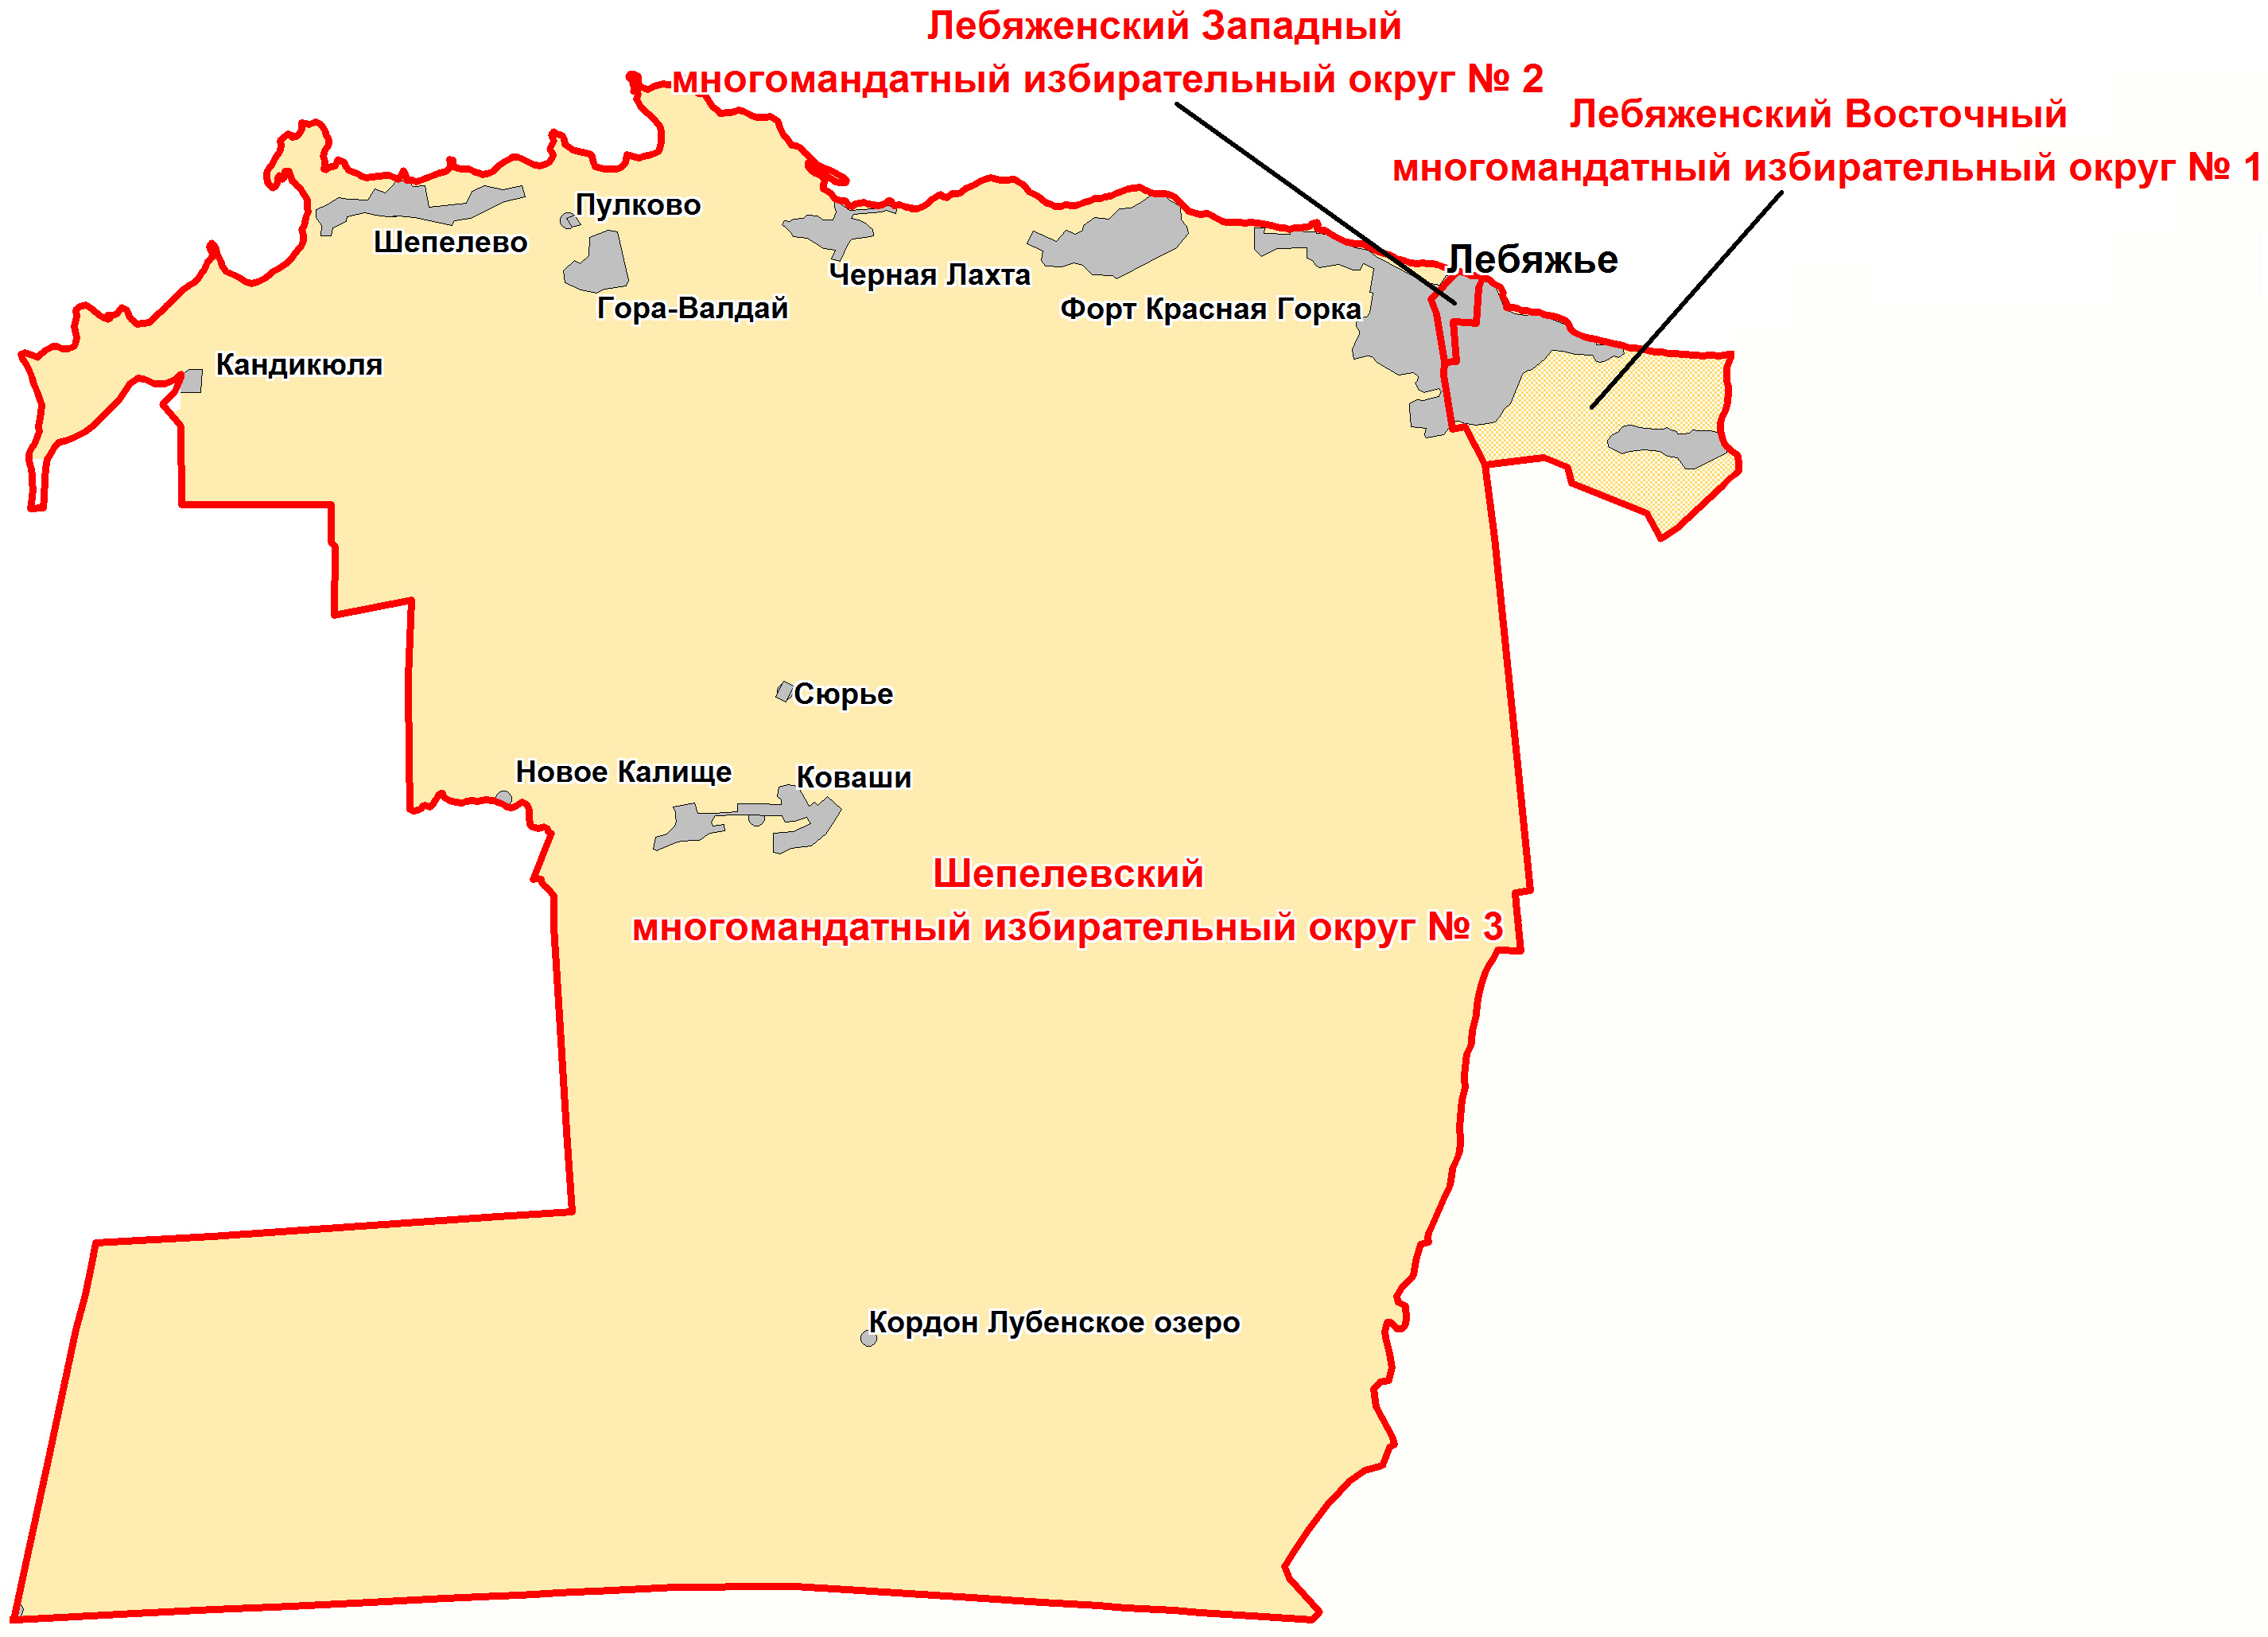 Лебяженский Западный
многомандатный избирательный округ № 2
Лебяженский Восточный
многомандатный избирательный округ № 1
Пулково
Шепелево
Лебяжье
Черная Лахта
Гора-Валдай
Форт Красная Горка
Кандикюля
Сюрье
Новое Калище
Коваши
Шепелевский
многомандатный избирательный округ № 3
Кордон Лубенское озеро